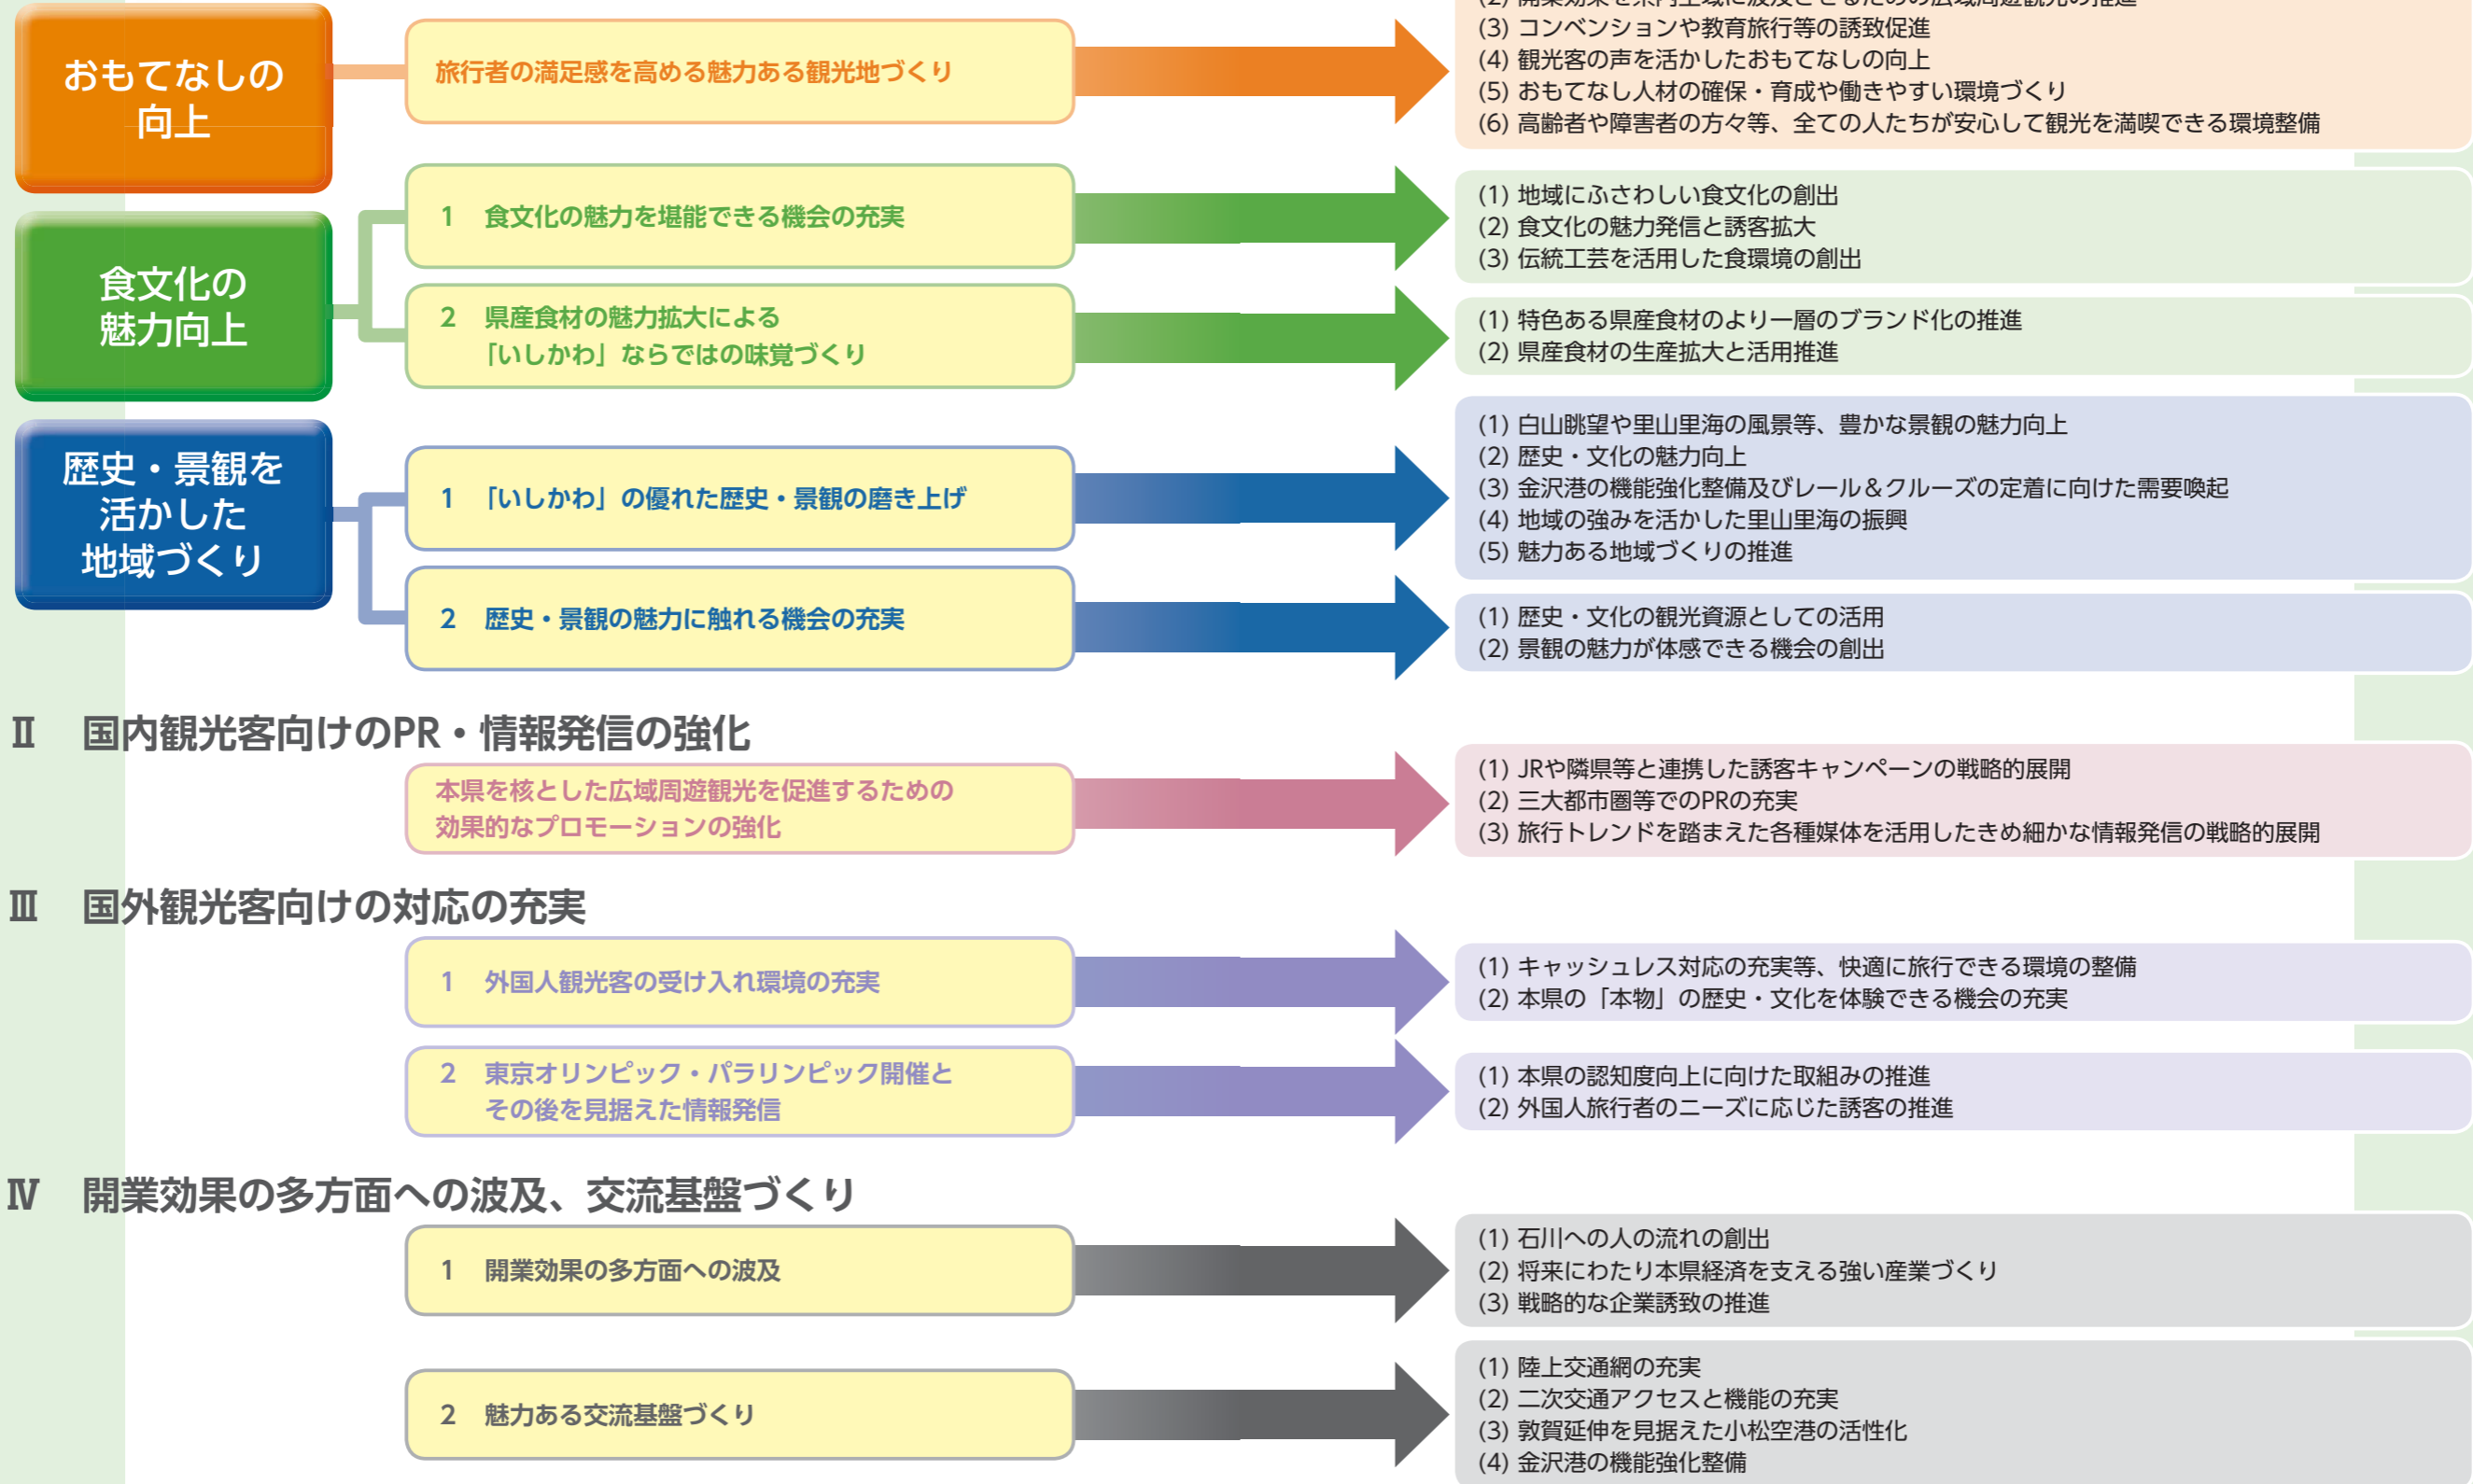 (2) 開業効果を県内全域に波及させるための広域周遊観光の推進
おもてなしの
向上
旅行者の満足感を高める魅力ある観光地づくり
(3) コンベンションや教育旅行等の誘致促進
(4) 観光客の声を活かしたおもてなしの向上
(5) おもてなし人材の確保・育成や働きやすい環境づくり
(6) 高齢者や障害者の方々等、全ての人たちが安心して観光を満喫できる環境整備
食文化の
魅力向上
1 食文化の魅力を堪能できる機会の充実
(1) 地域にふさわしい食文化の創出
(2) 食文化の魅力発信と誘客拡大
(3) 伝統工芸を活用した食環境の創出
2 県産食材の魅力拡大による
「いしかわ」ならではの味覚づくり
(1) 特色ある県産食材のより一層のブランド化の推進
(2) 県産食材の生産拡大と活用推進
歴史・景観を
活かした
地域づくり
1 「いしかわ」の優れた歴史・景観の磨き上げ
(1) 白山眺望や里山里海の風景等、豊かな景観の魅力向上
(2) 歴史・文化の魅力向上
(3) 金沢港の機能強化整備及びレール＆クルーズの定着に向けた需要喚起
(4) 地域の強みを活かした里山里海の振興
(5) 魅力ある地域づくりの推進
2 歴史・景観の魅力に触れる機会の充実
(1) 歴史・文化の観光資源としての活用
(2) 景観の魅力が体感できる機会の創出
Ⅱ 国内観光客向けのPR・情報発信の強化
本県を核とした広域周遊観光を促進するための
効果的なプロモーションの強化
(1) JRや隣県等と連携した誘客キャンペーンの戦略的展開
(2) 三大都市圏等でのPRの充実
(3) 旅行トレンドを踏まえた各種媒体を活用したきめ細かな情報発信の戦略的展開
Ⅲ 国外観光客向けの対応の充実
1 外国人観光客の受け入れ環境の充実
(1) キャッシュレス対応の充実等、快適に旅行できる環境の整備
(2) 本県の「本物」の歴史・文化を体験できる機会の充実
2 東京オリンピック・パラリンピック開催と
その後を見据えた情報発信
(1) 本県の認知度向上に向けた取組みの推進
(2) 外国人旅行者のニーズに応じた誘客の推進
Ⅳ 開業効果の多方面への波及、交流基盤づくり
1 開業効果の多方面への波及
(1) 石川への人の流れの創出
(2) 将来にわたり本県経済を支える強い産業づくり
(3) 戦略的な企業誘致の推進
2 魅力ある交流基盤づくり
(1) 陸上交通網の充実
(2) 二次交通アクセスと機能の充実
(3) 敦賀延伸を見据えた小松空港の活性化
(4) 金沢港の機能強化整備